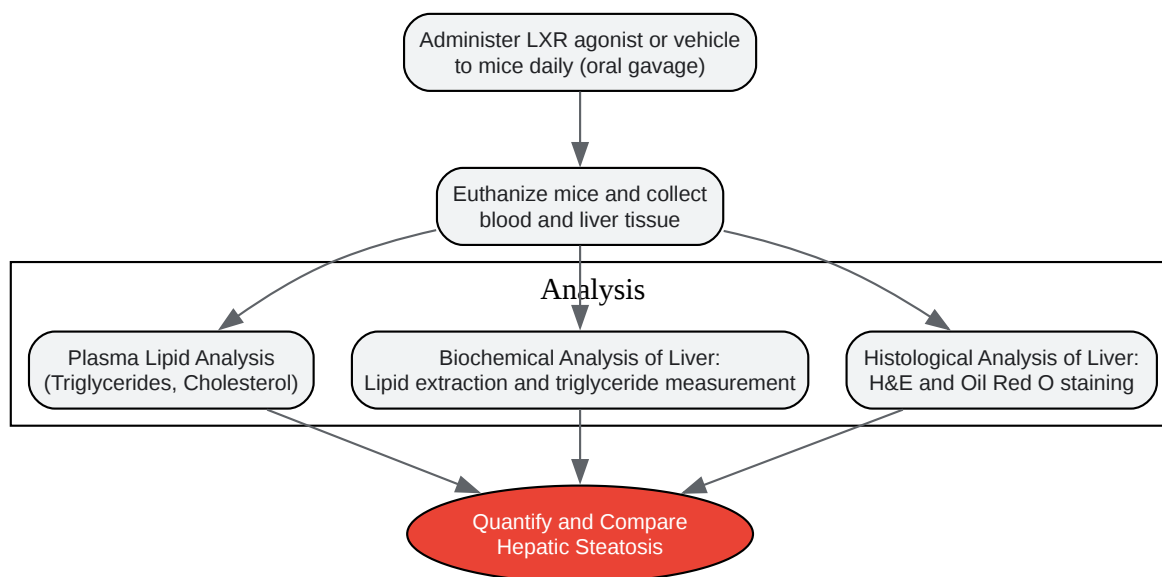 Administer LXR agonist or vehicle
to mice daily (oral gavage)
Euthanize mice and collect
blood and liver tissue
Analysis
Plasma Lipid Analysis
(Triglycerides, Cholesterol)
Biochemical Analysis of Liver:
Lipid extraction and triglyceride measurement
Histological Analysis of Liver:
H&E and Oil Red O staining
Quantify and Compare
Hepatic Steatosis